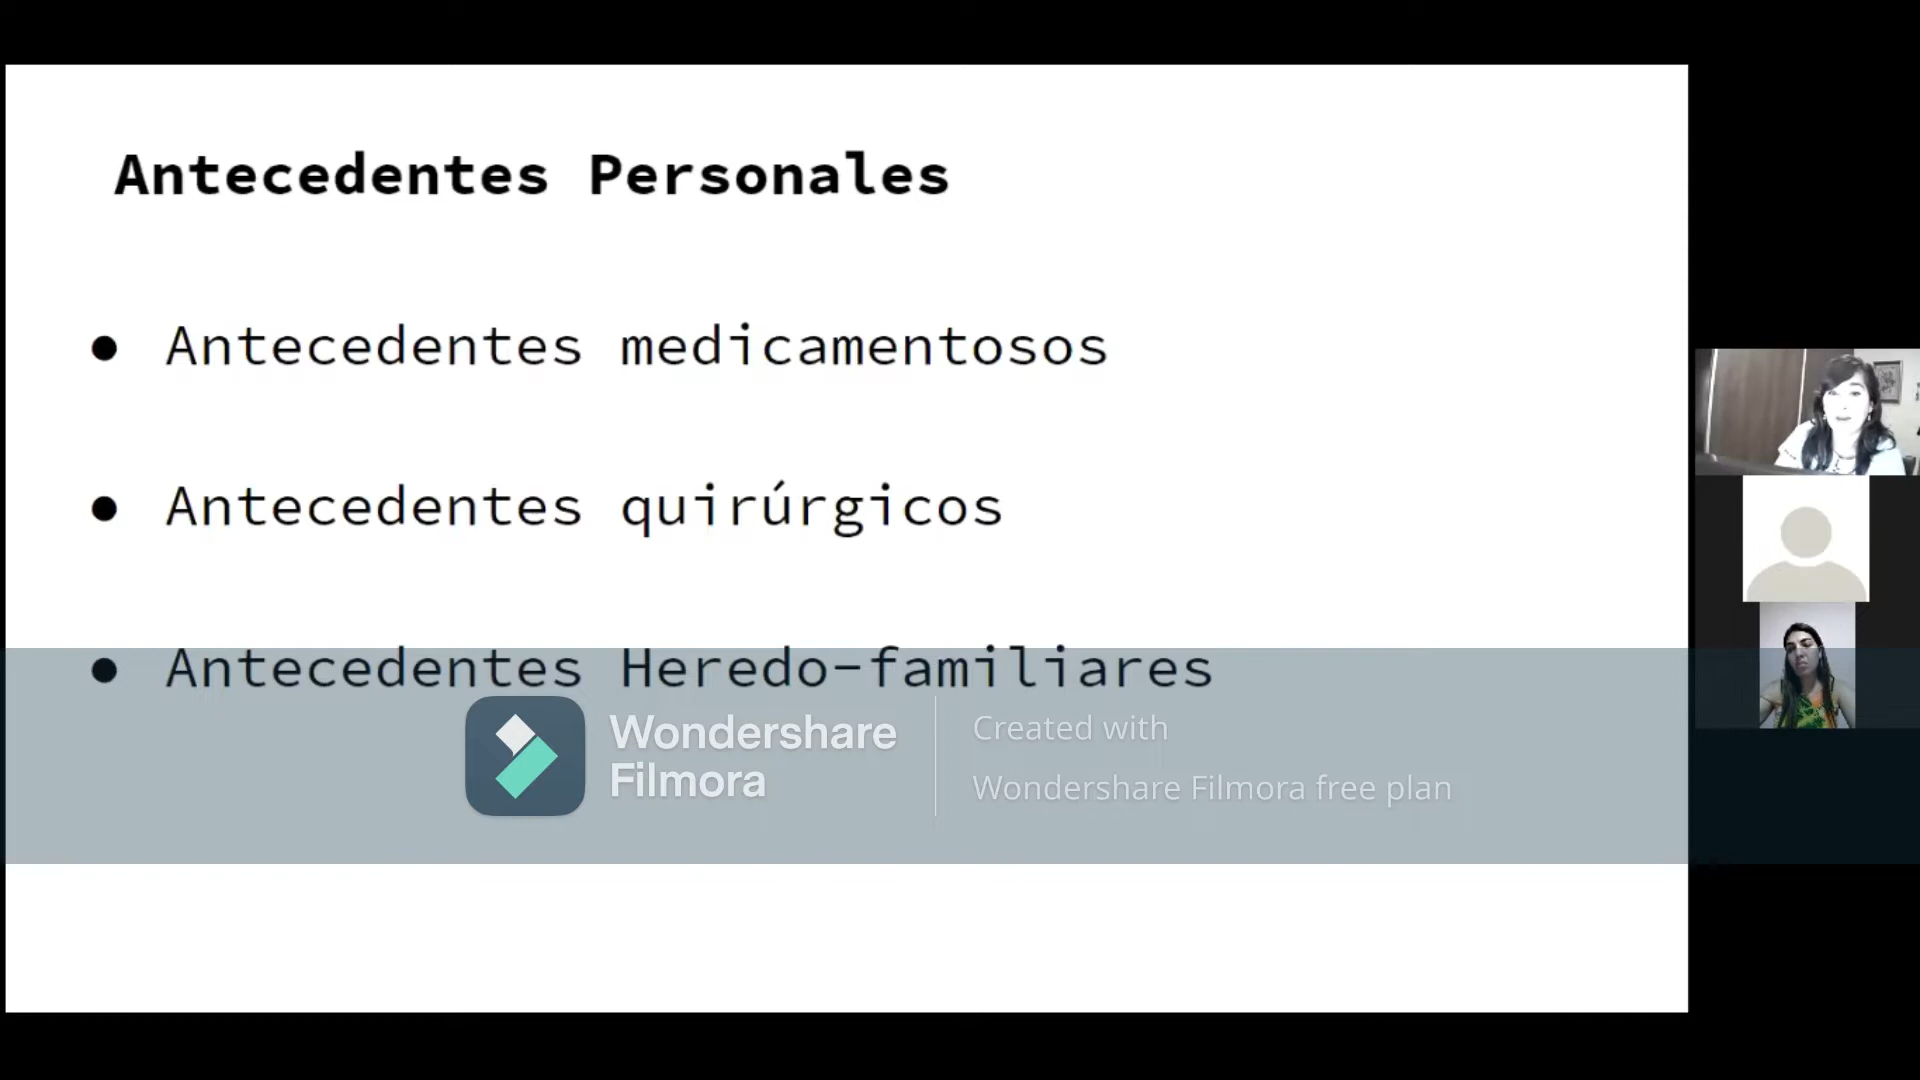 Antecedentes Personales
● Antecedentes medicamentosos
● Antecedentes quirúrgicos
● Antecedentes Heredo-familiares
Wondershare
Filmora
Created with
Wondershare Filmora free plan